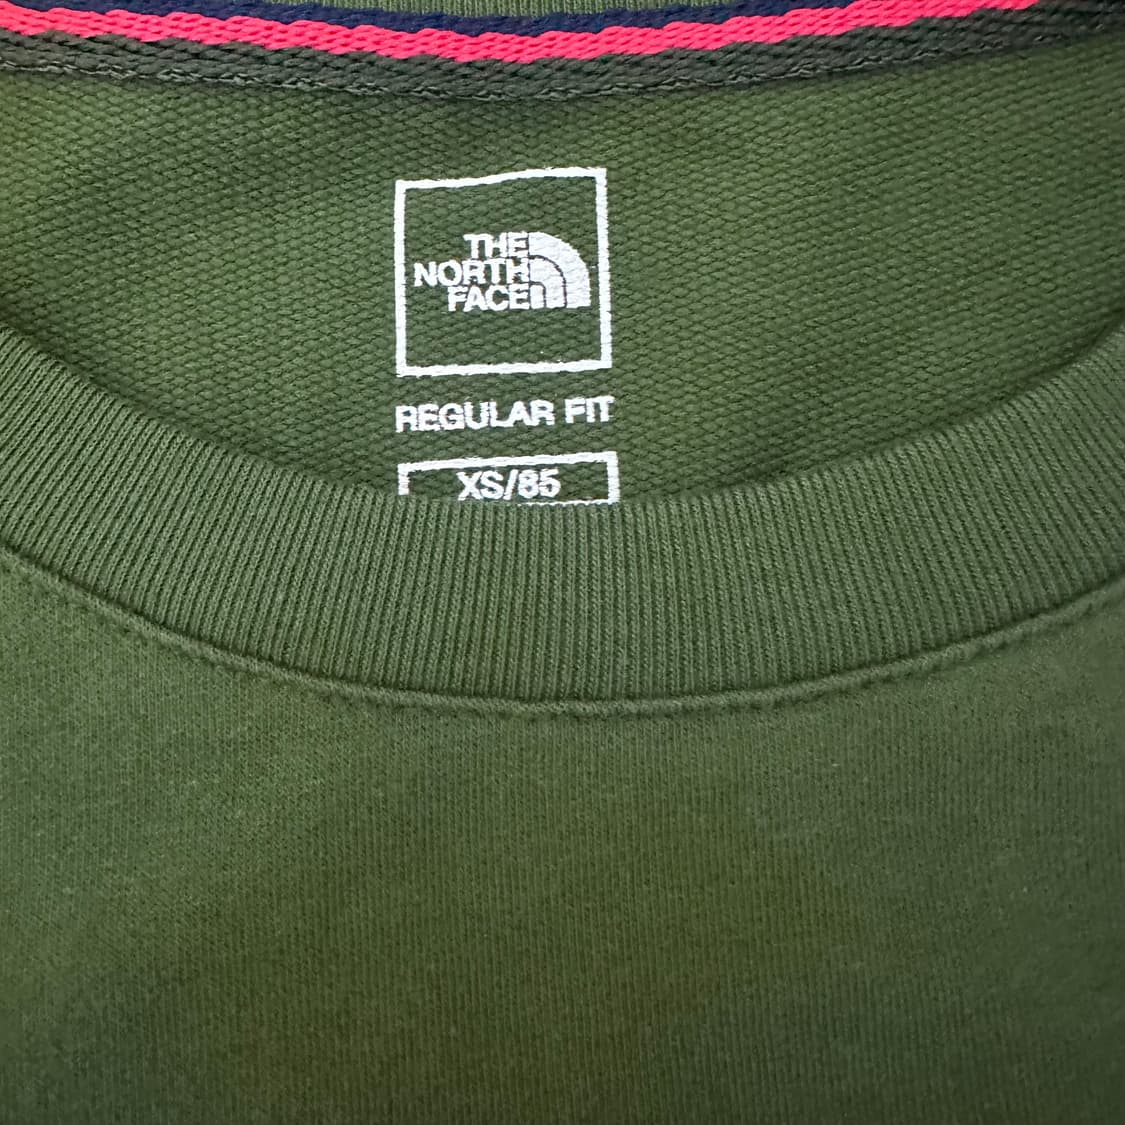 THE
NORTH
FACE
REGULAR FIT
XS/85